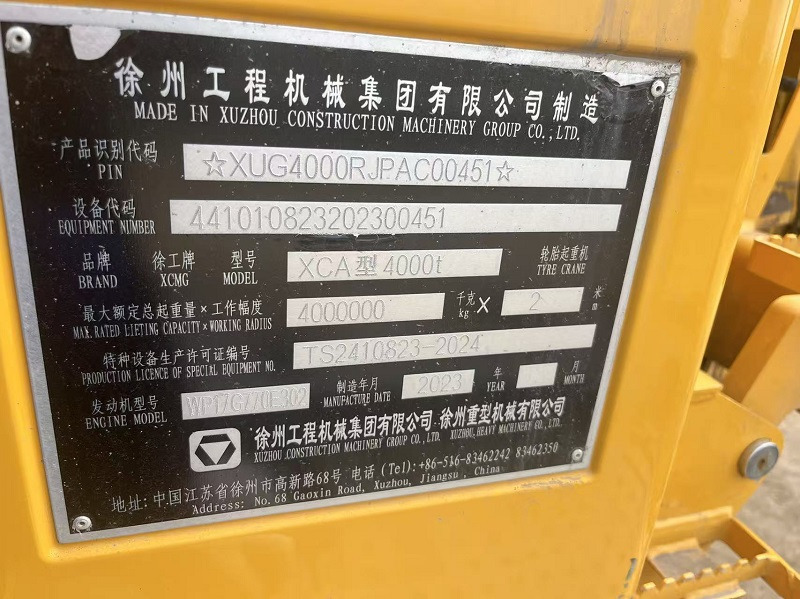 徐州工程机械集团有限公司制造
MADE IN XUZHOU CONSTRUCTION MACHINERY GROUP CO., LTD.
产品识别代码 ☆XUG4000RJPAC00451☆
PIN
设备代码 441010823202300451
EQUIPMENT NUMBER
品牌 徐工牌 型号 XCA型4000t 轮胎起重机
BRAND XCMG MODEL TYRE CRANE
最大额定总起重量×工作幅度 4000000 千克 × 2 米
MAX. RATED LIFTING CAPACITY×WORKING RADIUS kg m
特种设备生产许可证编号 TS2410823-2024
PRODUCTION LICENCE OF SPECIAL EQUIPMENT NO.
发动机型号 WP17G770E302 制造年月 2023 年 月
ENGINE MODEL MANUFACTURE DATE YEAR MONTH
徐州工程机械集团有限公司·徐州重型机械有限公司
XUZHOU CONSTRUCTION MACHINERY GROUP CO., LTD. XUZHOU HEAVY MACHINERY CO., LTD.
地址: 中国江苏省徐州市高新路68号 电话 (Tel):+86-516-83462242 83462350
Address: No.68 Gaoxin Road, Xuzhou, Jiangsu, China